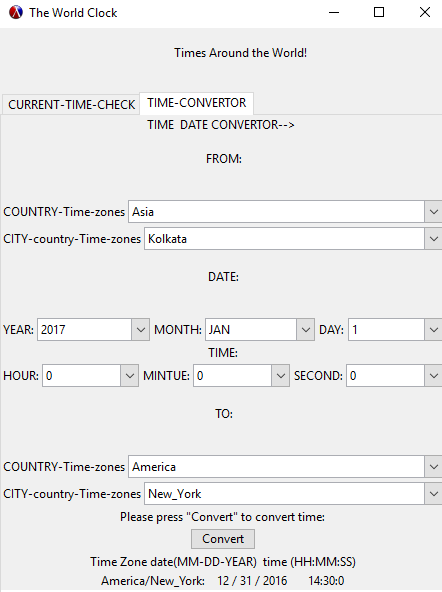 The World Clock
Times Around the World!
CURRENT-TIME-CHECK TIME-CONVERTOR
TIME DATE CONVERTOR-->
FROM:
COUNTRY-Time-zones Asia
CITY-country-Time-zones Kolkata
DATE:
YEAR: 2017 MONTH: JAN DAY: 1
TIME:
HOUR: 0 MINTUE: 0 SECOND: 0
TO:
COUNTRY-Time-zones America
CITY-country-Time-zones New_York
Please press "Convert" to convert time:
Convert
Time Zone date(MM-DD-YEAR) time (HH:MM:SS)
America/New_York: 12 / 31 / 2016 14:30:0